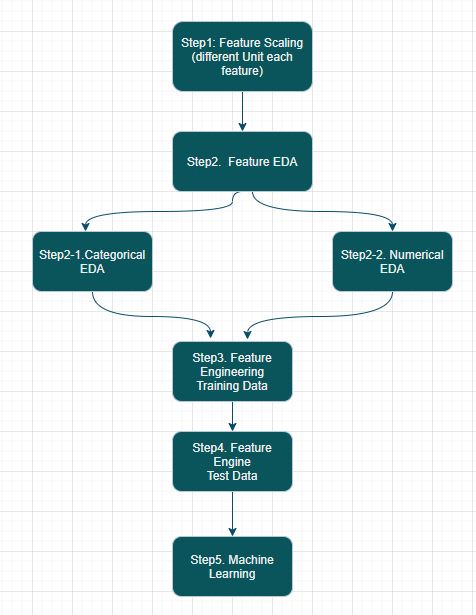 Step1: Feature Scaling
(different Unit each
feature)
Step2.  Feature EDA
Step2-1.Categorical
EDA
Step2-2. Numerical
EDA
Step3. Feature
Engineering
Training Data
Step4. Feature
Engine
Test Data
Step5. Machine
Learning